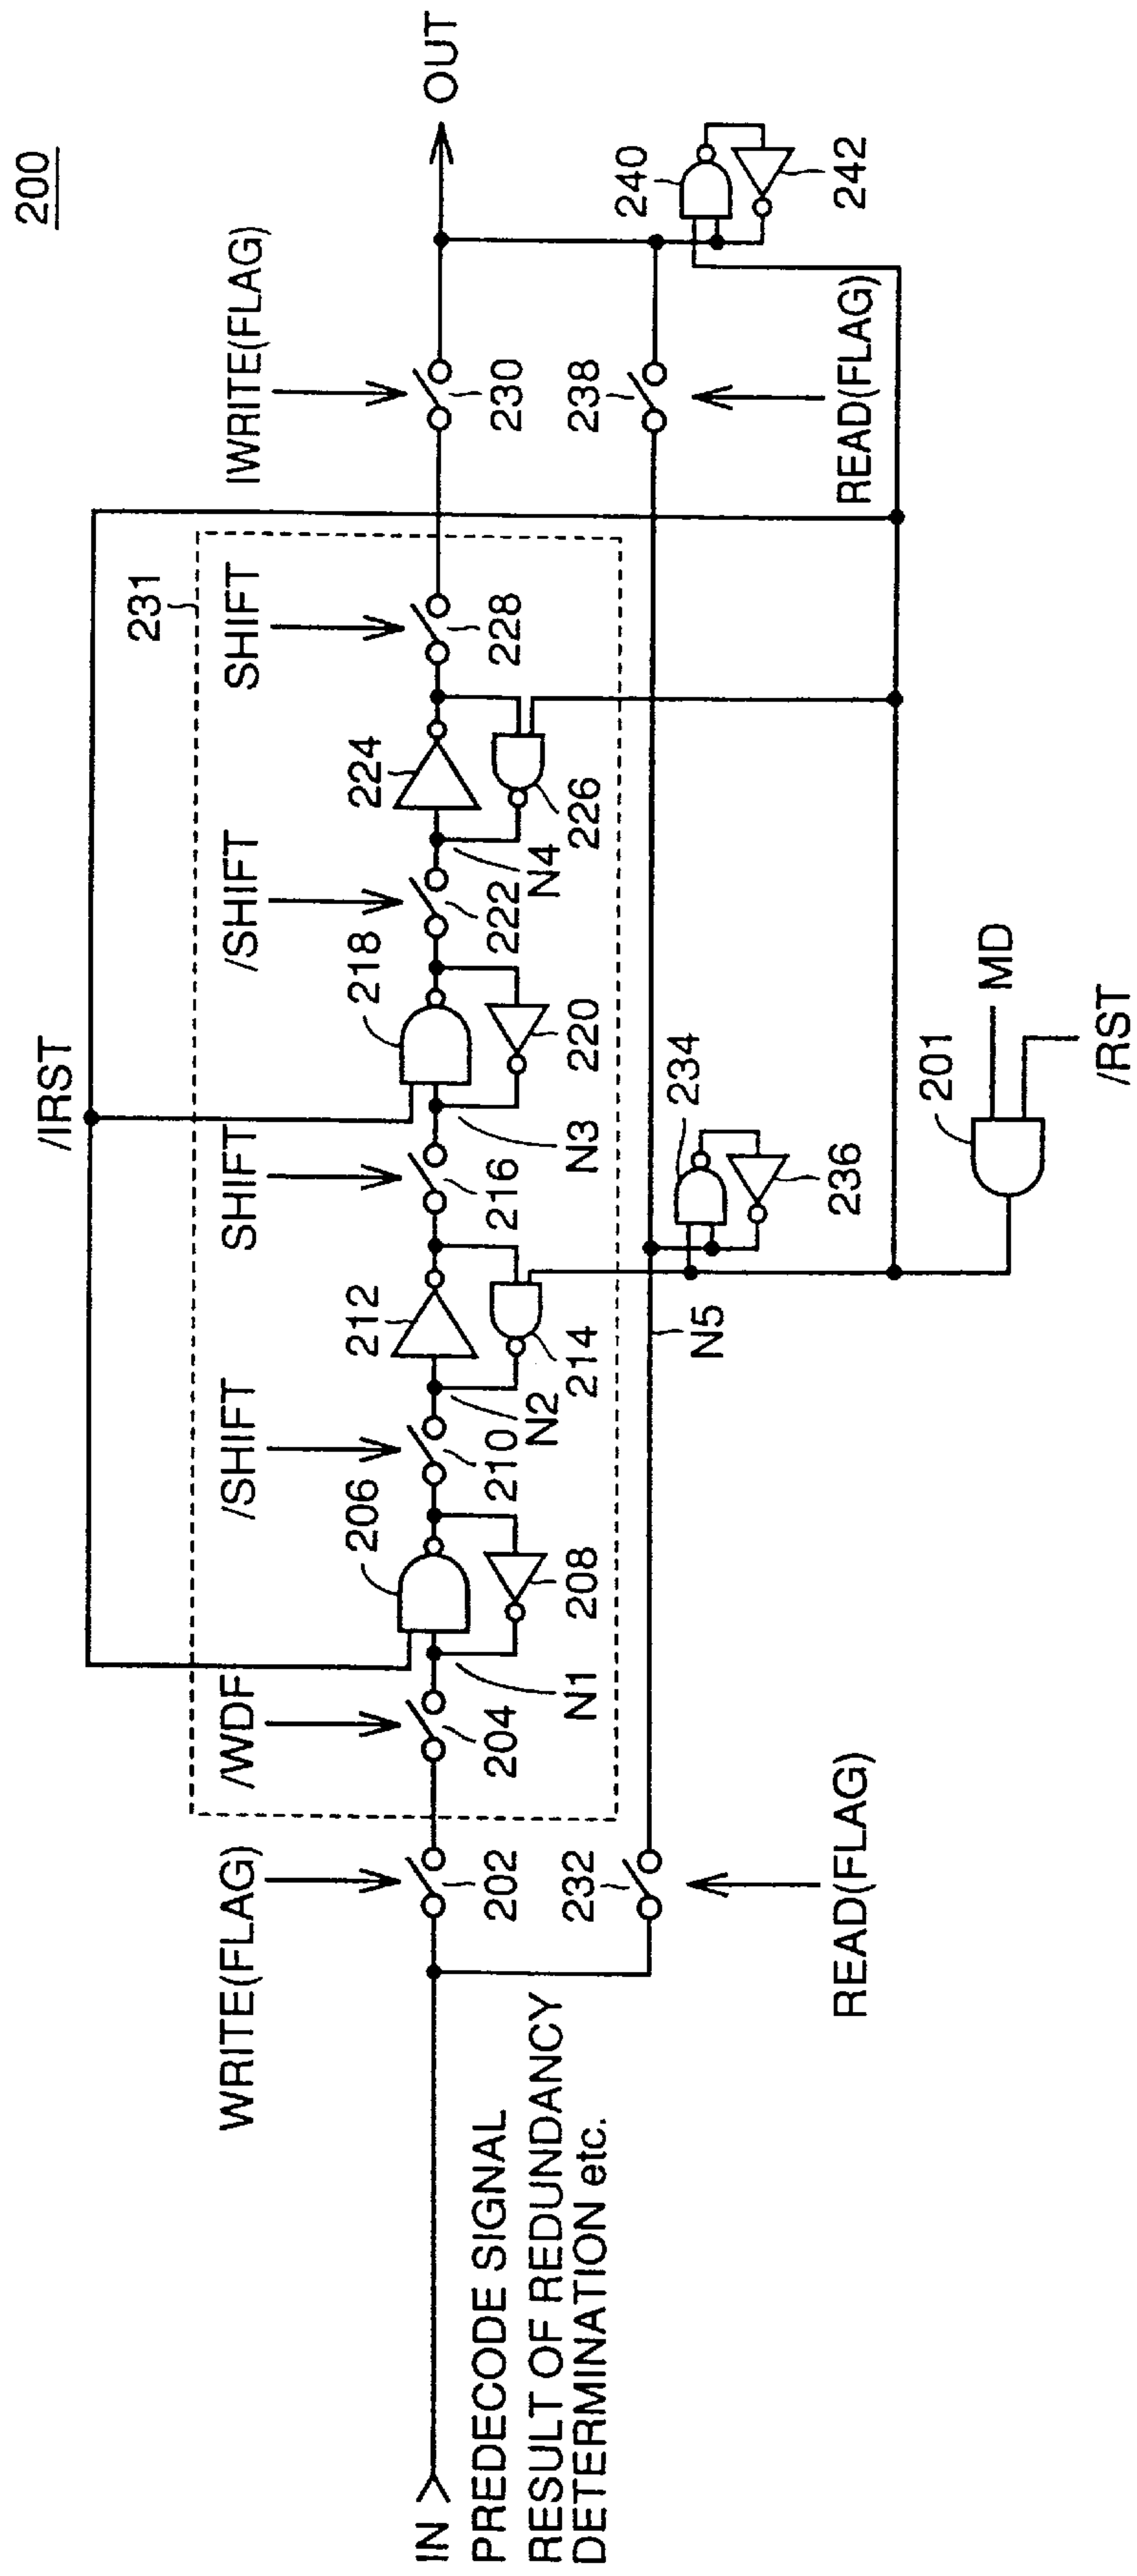 200
IN
PREDECODE SIGNAL
RESULT OF REDUNDANCY
DETERMINATION etc.
WRITE(FLAG)
202
232
READ(FLAG)
/WDF
204
N1
206
208
/SHIFT
210
N2
212
214
SHIFT
216
N3
/IRST
218
220
/SHIFT
222
N4
224
226
SHIFT
228
231
IWRITE(FLAG)
230
238
READ(FLAG)
OUT
240
242
N5
234
236
201
MD
/RST